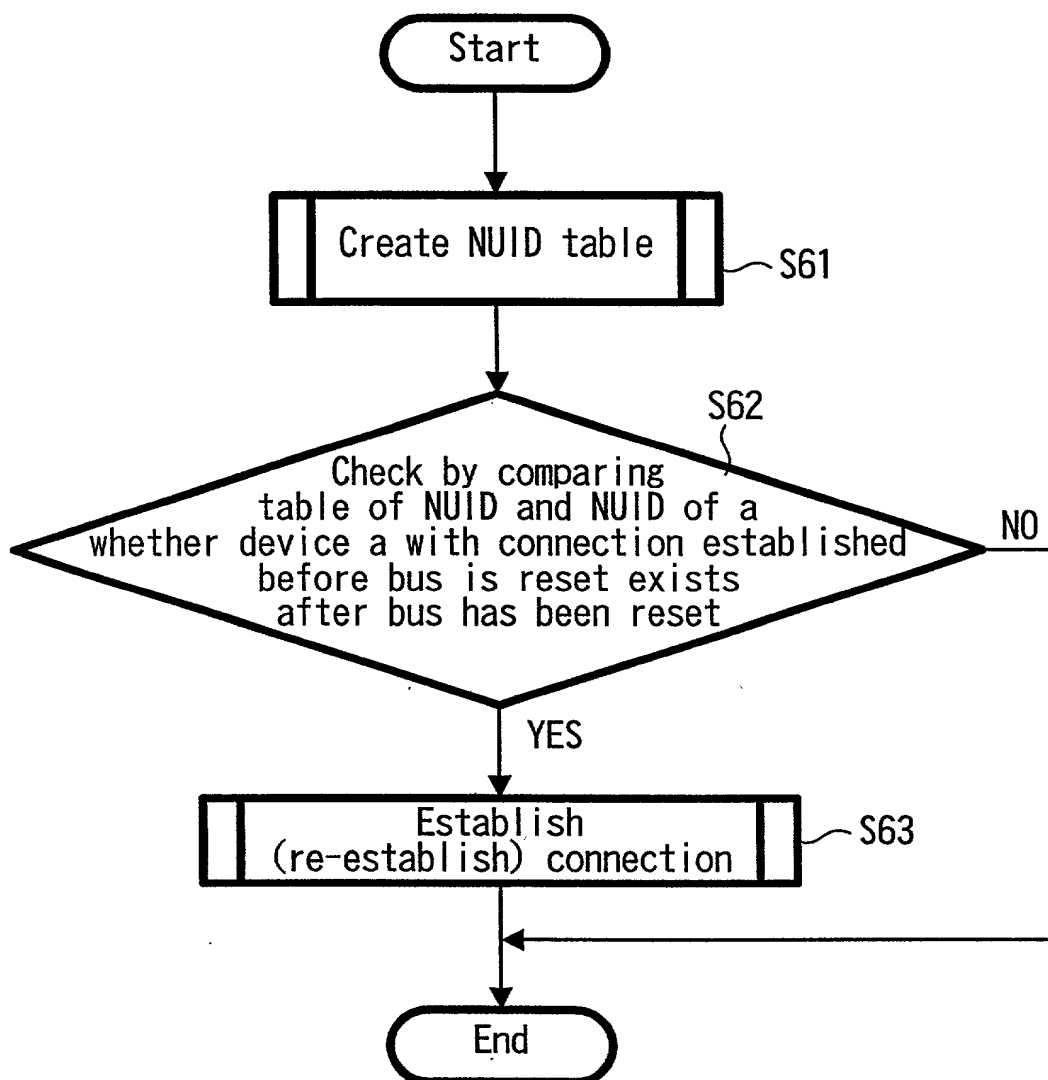 Start
Create NUID table
S61
S62
Check by comparing
table of NUID and NUID of a
whether device a with connection established
before bus is reset exists
after bus has been reset
NO
YES
Establish
(re-establish) connection
S63
End